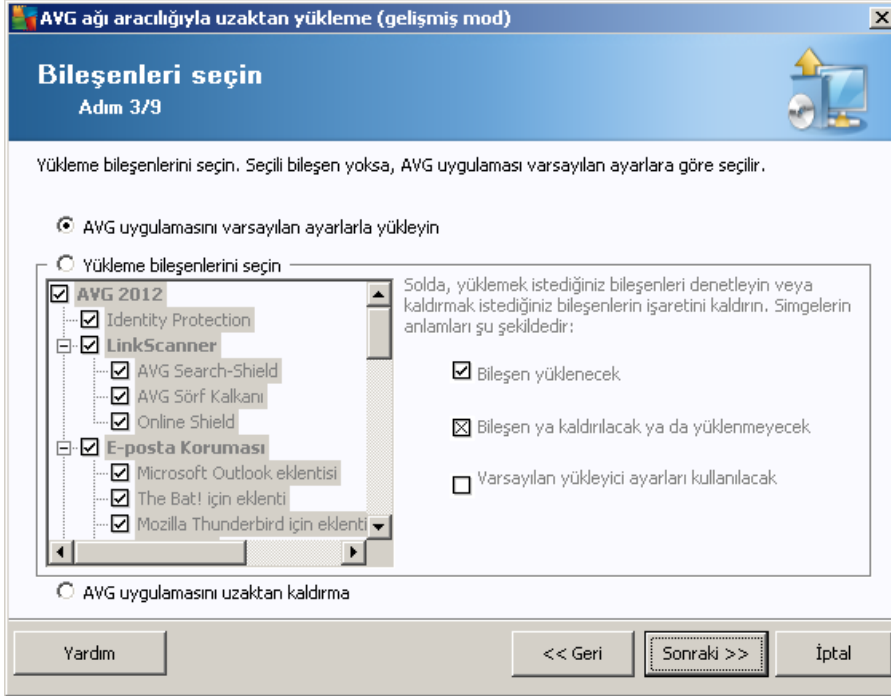 AVG ağı aracılığıyla uzaktan yükleme (gelişmiş mod)
Bileşenleri seçin
Adım 3/9
Yükleme bileşenlerini seçin. Seçili bileşen yoksa, AVG uygulaması varsayılan ayarlara göre seçilir.
AVG uygulamasını varsayılan ayarlarla yükleyin
Yükleme bileşenlerini seçin
AVG 2012
Identity Protection
LinkScanner
AVG Search-Shield
AVG Sörf Kalkanı
Online Shield
E-posta Koruması
Microsoft Outlook eklentisi
The Bat! için eklenti
Mozilla Thunderbird için eklenti
Solda, yüklemek istediğiniz bileşenleri denetleyin veya
kaldırmak istediğiniz bileşenlerin işaretini kaldırın. Simgelerin
anlamları şu şekildedir:
Bileşen yüklenecek
Bileşen ya kaldırılacak ya da yüklenmeyecek
Varsayılan yükleyici ayarları kullanılacak
AVG uygulamasını uzaktan kaldırma
Yardım
<< Geri
Sonraki >>
İptal